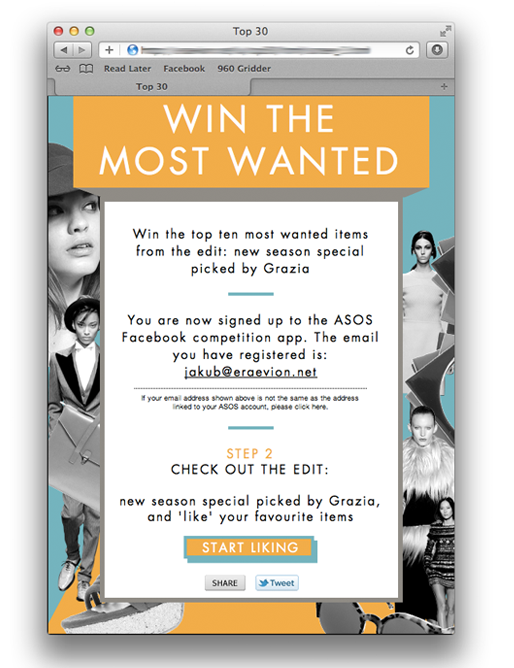 Top 30
Read Later Facebook 960 Gridder
Top 30
WIN THE
MOST WANTED
Win the top ten most wanted items
from the edit: new season special
picked by Grazia
You are now signed up to the ASOS
Facebook competition app. The email
you have registered is:
jakub@eraevion.net
If your email address shown above is not the same as the address
linked to your ASOS account, please click here.
STEP 2
CHECK OUT THE EDIT:
new season special picked by Grazia,
and 'like' your favourite items
START LIKING
SHARE Tweet